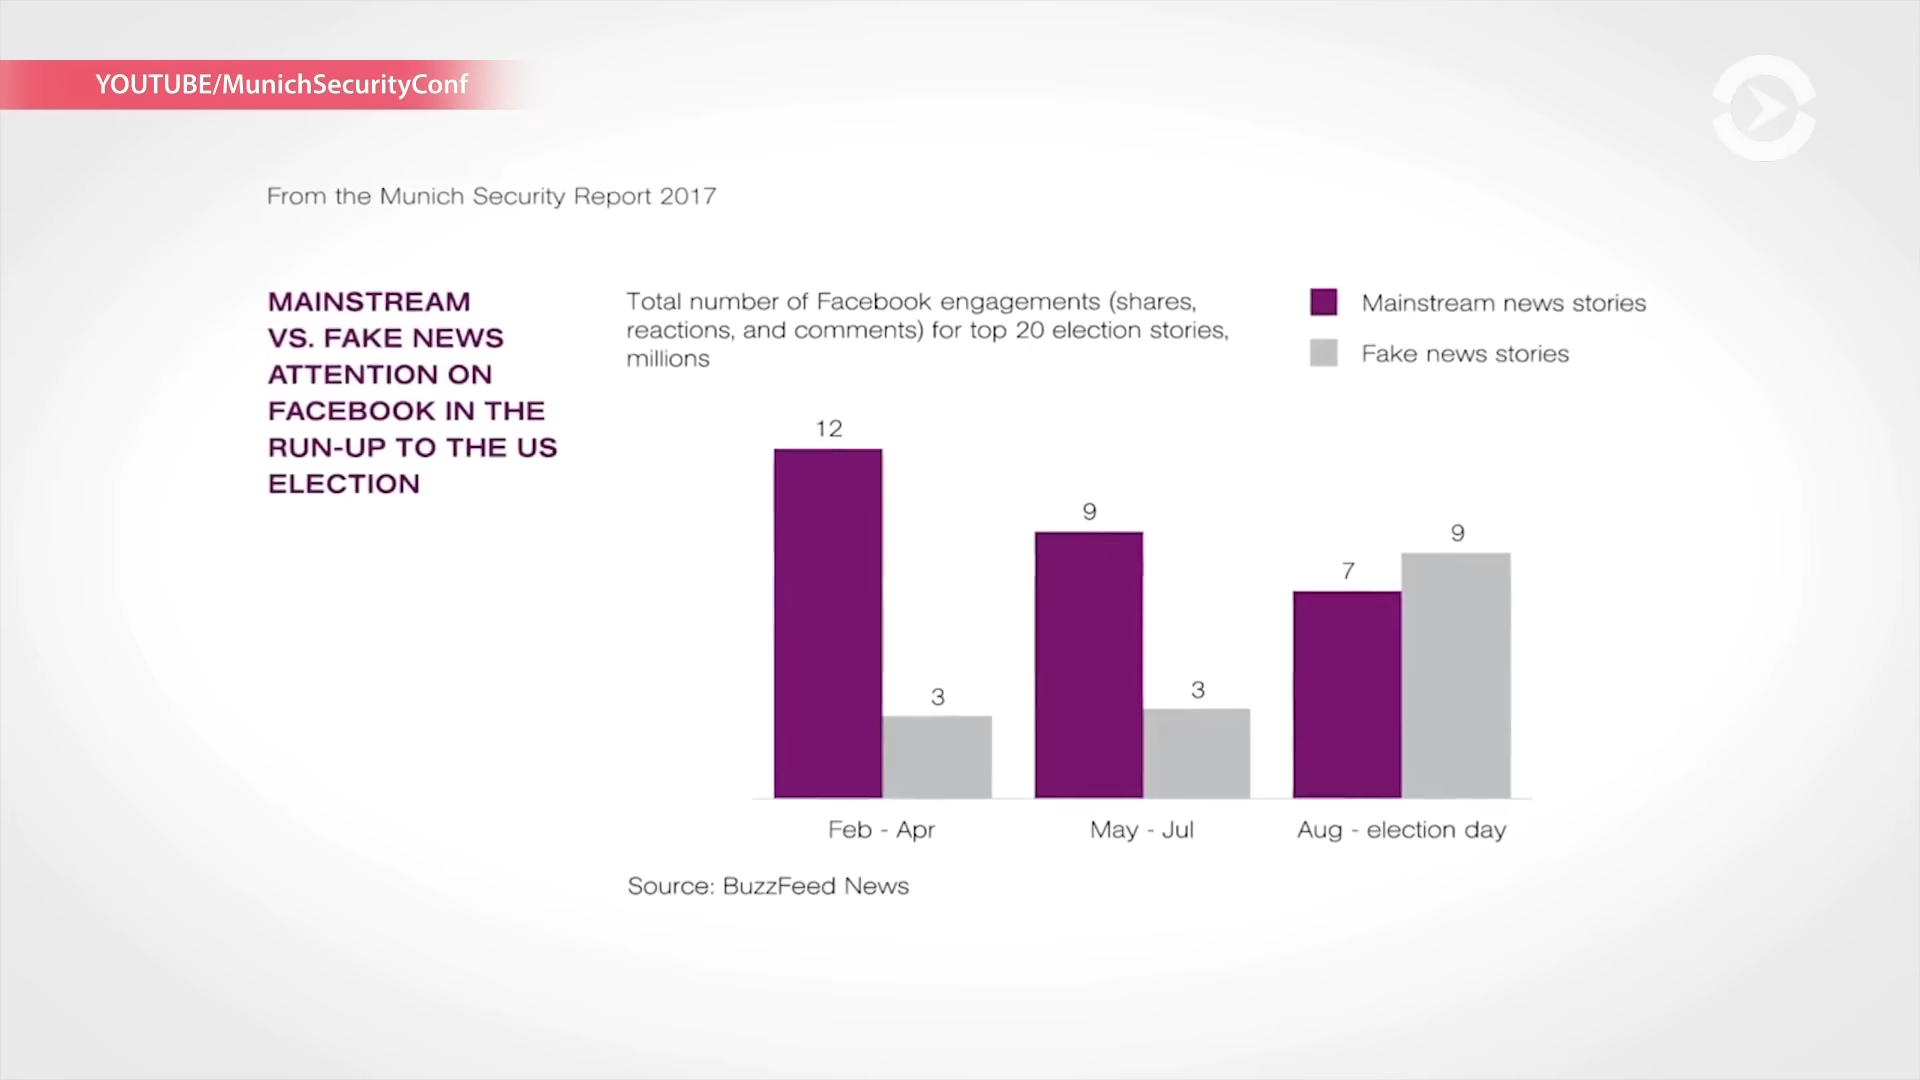 YOUTUBE/MunichSecurityConf
From the Munich Security Report 2017
MAINSTREAM
VS. FAKE NEWS
ATTENTION ON
FACEBOOK IN THE
RUN-UP TO THE US
ELECTION
Total number of Facebook engagements (shares,
reactions, and comments) for top 20 election stories,
millions
Mainstream news stories
Fake news stories
12
3
9
3
7
9
Feb - Apr
May - Jul
Aug - election day
Source: BuzzFeed News